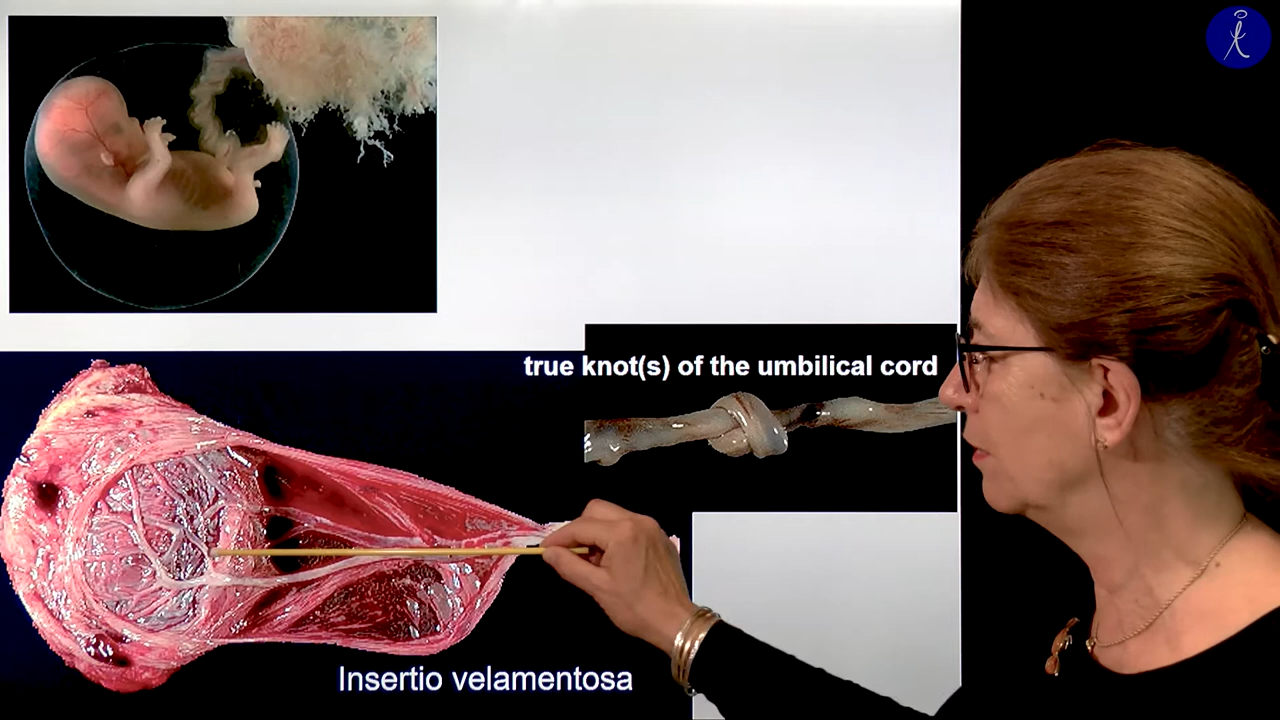 true knot(s) of the umbilical cord
Insertio velamentosa